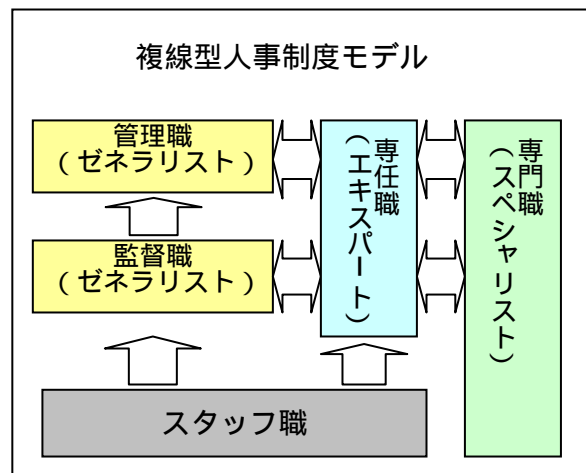 複線型人事制度モデル
管理職
（ゼネラリスト）
監督職
（ゼネラリスト）
専任職
（エキスパート）
専門職
（スペシャリスト）
スタッフ職